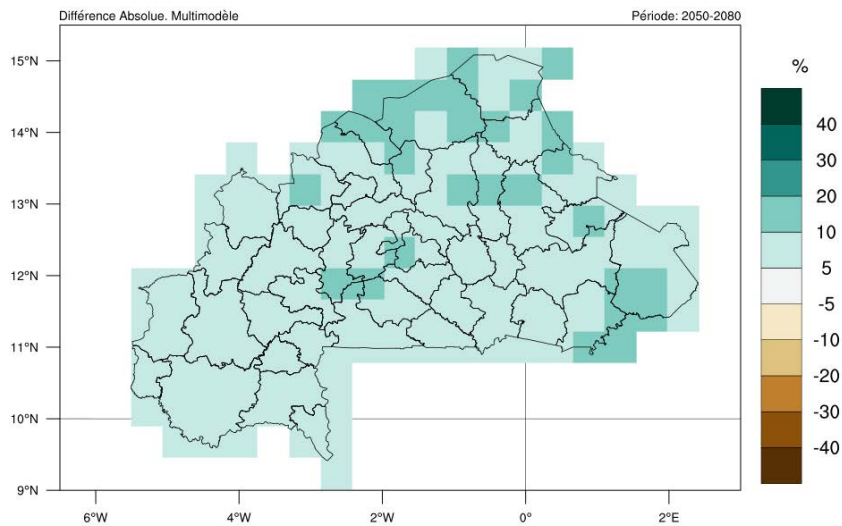 Différence Absolue. Multimodèle
Période: 2050-2080
15°N
14°N
13°N
12°N
11°N
10°N
9°N
6°W
4°W
2°W
0°
2°E
%
40
30
20
10
5
-5
-10
-20
-30
-40